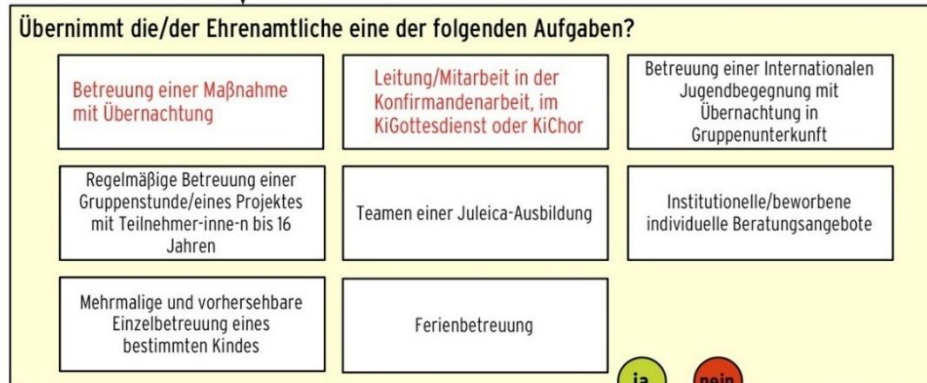 Übernimmt die/der Ehrenamtliche eine der folgenden Aufgaben?
Betreuung einer Maßnahme
mit Übernachtung
Leitung/Mitarbeit in der
Konfirmandenarbeit, im
KiGottesdienst oder KiChor
Betreuung einer Internationalen
Jugendbegegnung mit
Übernachtung in
Gruppenunterkunft
Regelmäßige Betreuung einer
Gruppenstunde/eines Projektes
mit Teilnehmer-inne-n bis 16
Jahren
Teamen einer Juleica-Ausbildung
Institutionelle/beworbene
individuelle Beratungsangebote
Mehrmalige und vorhersehbare
Einzelbetreuung eines
bestimmten Kindes
Ferienbetreuung
ja
nein